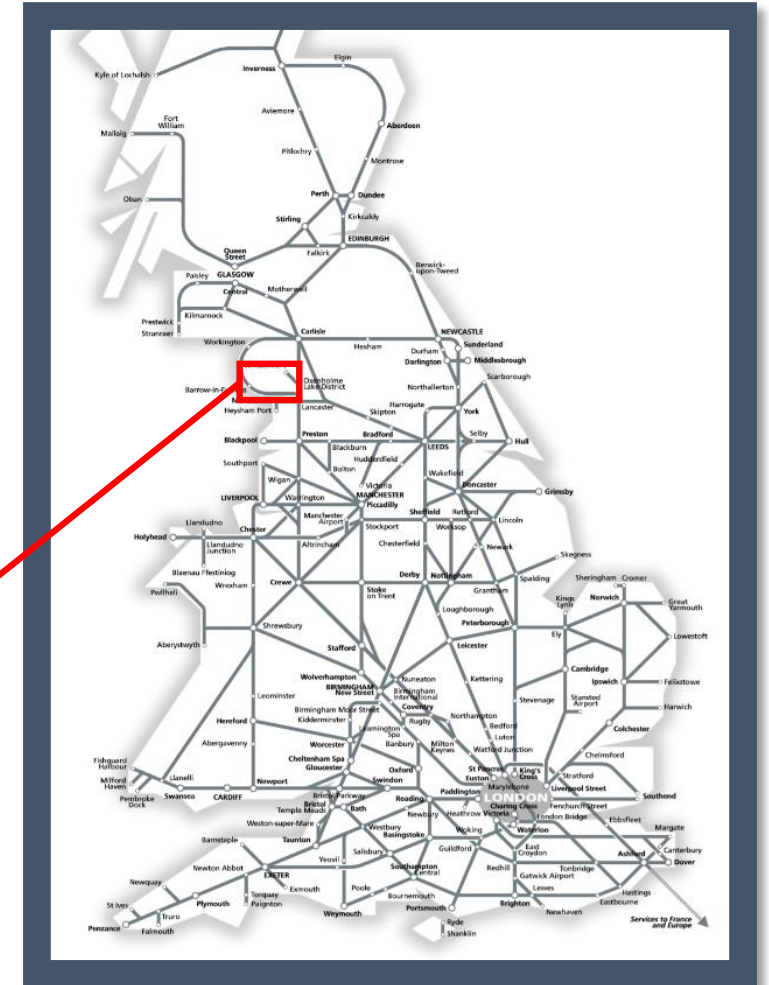 Elgin
Inverness
Kyle of Lochalsh
Aviemore
Fort
William
Aberdeen
Mallaig
Pitlochry
Montrose
Perth
Dundee
Oban
Stirling
Kirkcaldy
EDINBURGH
Queen
Street
Falkirk
Berwick-
upon-Tweed
Paisley
GLASGOW
Central
Motherwell
Kilmarnock
Prestwick
Stranraer
Carlisle
NEWCASTLE
Workington
Hexham
Sunderland
Durham
Darlington
Middlesbrough
Scarborough
Oxenholme
Lake District
Northallerton
Lancaster
Harrogate
York
Heysham Port
Skipton
Blackpool
Preston
Bradford
Selby
Hull
Blackburn
LEEDS
Southport
Bolton
Huddersfield
Wakefield
Wigan
Victoria
MANCHESTER
Piccadilly
Doncaster
Grimsby
LIVERPOOL
Warrington
Manchester
Airport
Sheffield
Retford
Lincoln
Llandudno
Chester
Stockport
Worksop
Holyhead
Llandudno
Junction
Altrincham
Chesterfield
Newark
Skegness
Blaenau Ffestiniog
Wrexham
Crewe
Stoke
on Trent
Derby
Nottingham
Spalding
Sheringham
Cromer
Pwllheli
Grantham
Kings
Lynn
Norwich
Great
Yarmouth
Loughborough
Peterborough
Aberystwyth
Shrewsbury
Ely
Lowestoft
Stafford
Leicester
Wolverhampton
Cambridge
BIRMINGHAM
New Street
Nuneaton
Kettering
Ipswich
Felixstowe
Birmingham
International
Leominster
Stansted
Airport
Birmingham Moor Street
Coventry
Stevenage
Harwich
Hereford
Kidderminster
Rugby
Northampton
Leamington
Spa
Bedford
Colchester
Abergavenny
Worcester
Banbury
Milton
Keynes
Luton
Chelmsford
Cheltenham Spa
Watford Junction
Fishguard
Harbour
Gloucester
Oxford
St Pancras
King's
Cross
Stratford
Milford
Haven
Llanelli
Newport
Swindon
Euston
Marylebone
Liverpool Street
Pembroke
Dock
Swansea
CARDIFF
Bristol Parkway
Reading
Paddington
LONDON
Southend
Bristol
Temple Meads
Bath
Newbury
Heathrow
Victoria
Charing Cross
Fenchurch Street
Weston-super-Mare
Westbury
Basingstoke
Woking
Waterloo
London Bridge
Ebbsfleet
Margate
Barnstaple
Taunton
Salisbury
Guildford
East
Croydon
Ashford
Canterbury
Newton Abbot
Yeovil
Southampton
Central
Redhill
Gatwick Airport
Tonbridge
Dover
Newquay
EXETER
Exmouth
Poole
Bournemouth
Lewes
Hastings
St Ives
Plymouth
Torquay
Paignton
Weymouth
Portsmouth
Brighton
Newhaven
Eastbourne
Truro
Penzance
Falmouth
Ryde
Shanklin
Services to France
and Europe